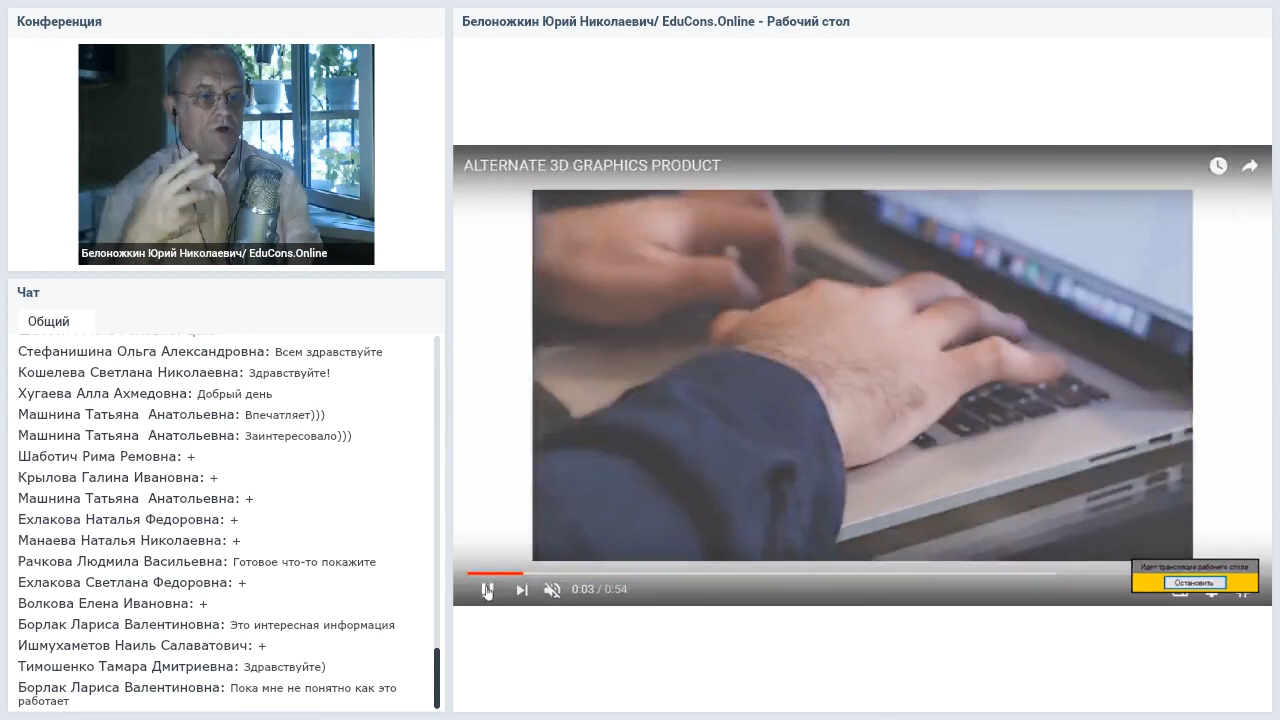 Конференция
Белоножкин Юрий Николаевич/ EduCons.Online
Чат
Общий
Стефанишина Ольга Александровна: Всем здравствуйте
Кошелева Светлана Николаевна: Здравствуйте!
Хугаева Алла Ахмедовна: Добрый день
Машнина Татьяна  Анатольевна: Впечатляет)))
Машнина Татьяна  Анатольевна: Заинтересовало)))
Шаботич Рима Ремовна: +
Крылова Галина Ивановна: +
Машнина Татьяна  Анатольевна: +
Ехлакова Наталья Федоровна: +
Манаева Наталья Николаевна: +
Рачкова Людмила Васильевна: Готовое что-то покажите
Ехлакова Светлана Федоровна: +
Волкова Елена Ивановна: +
Борлак Лариса Валентиновна: Это интересная информация
Ишмухаметов Наиль Салаватович: +
Тимошенко Тамара Дмитриевна: Здравствуйте)
Борлак Лариса Валентиновна: Пока мне не понятно как это
работает
Белоножкин Юрий Николаевич/ EduCons.Online - Рабочий стол
ALTERNATE 3D GRAPHICS PRODUCT
Идет трансляция рабочего стола
Остановить
0:03 / 0:54